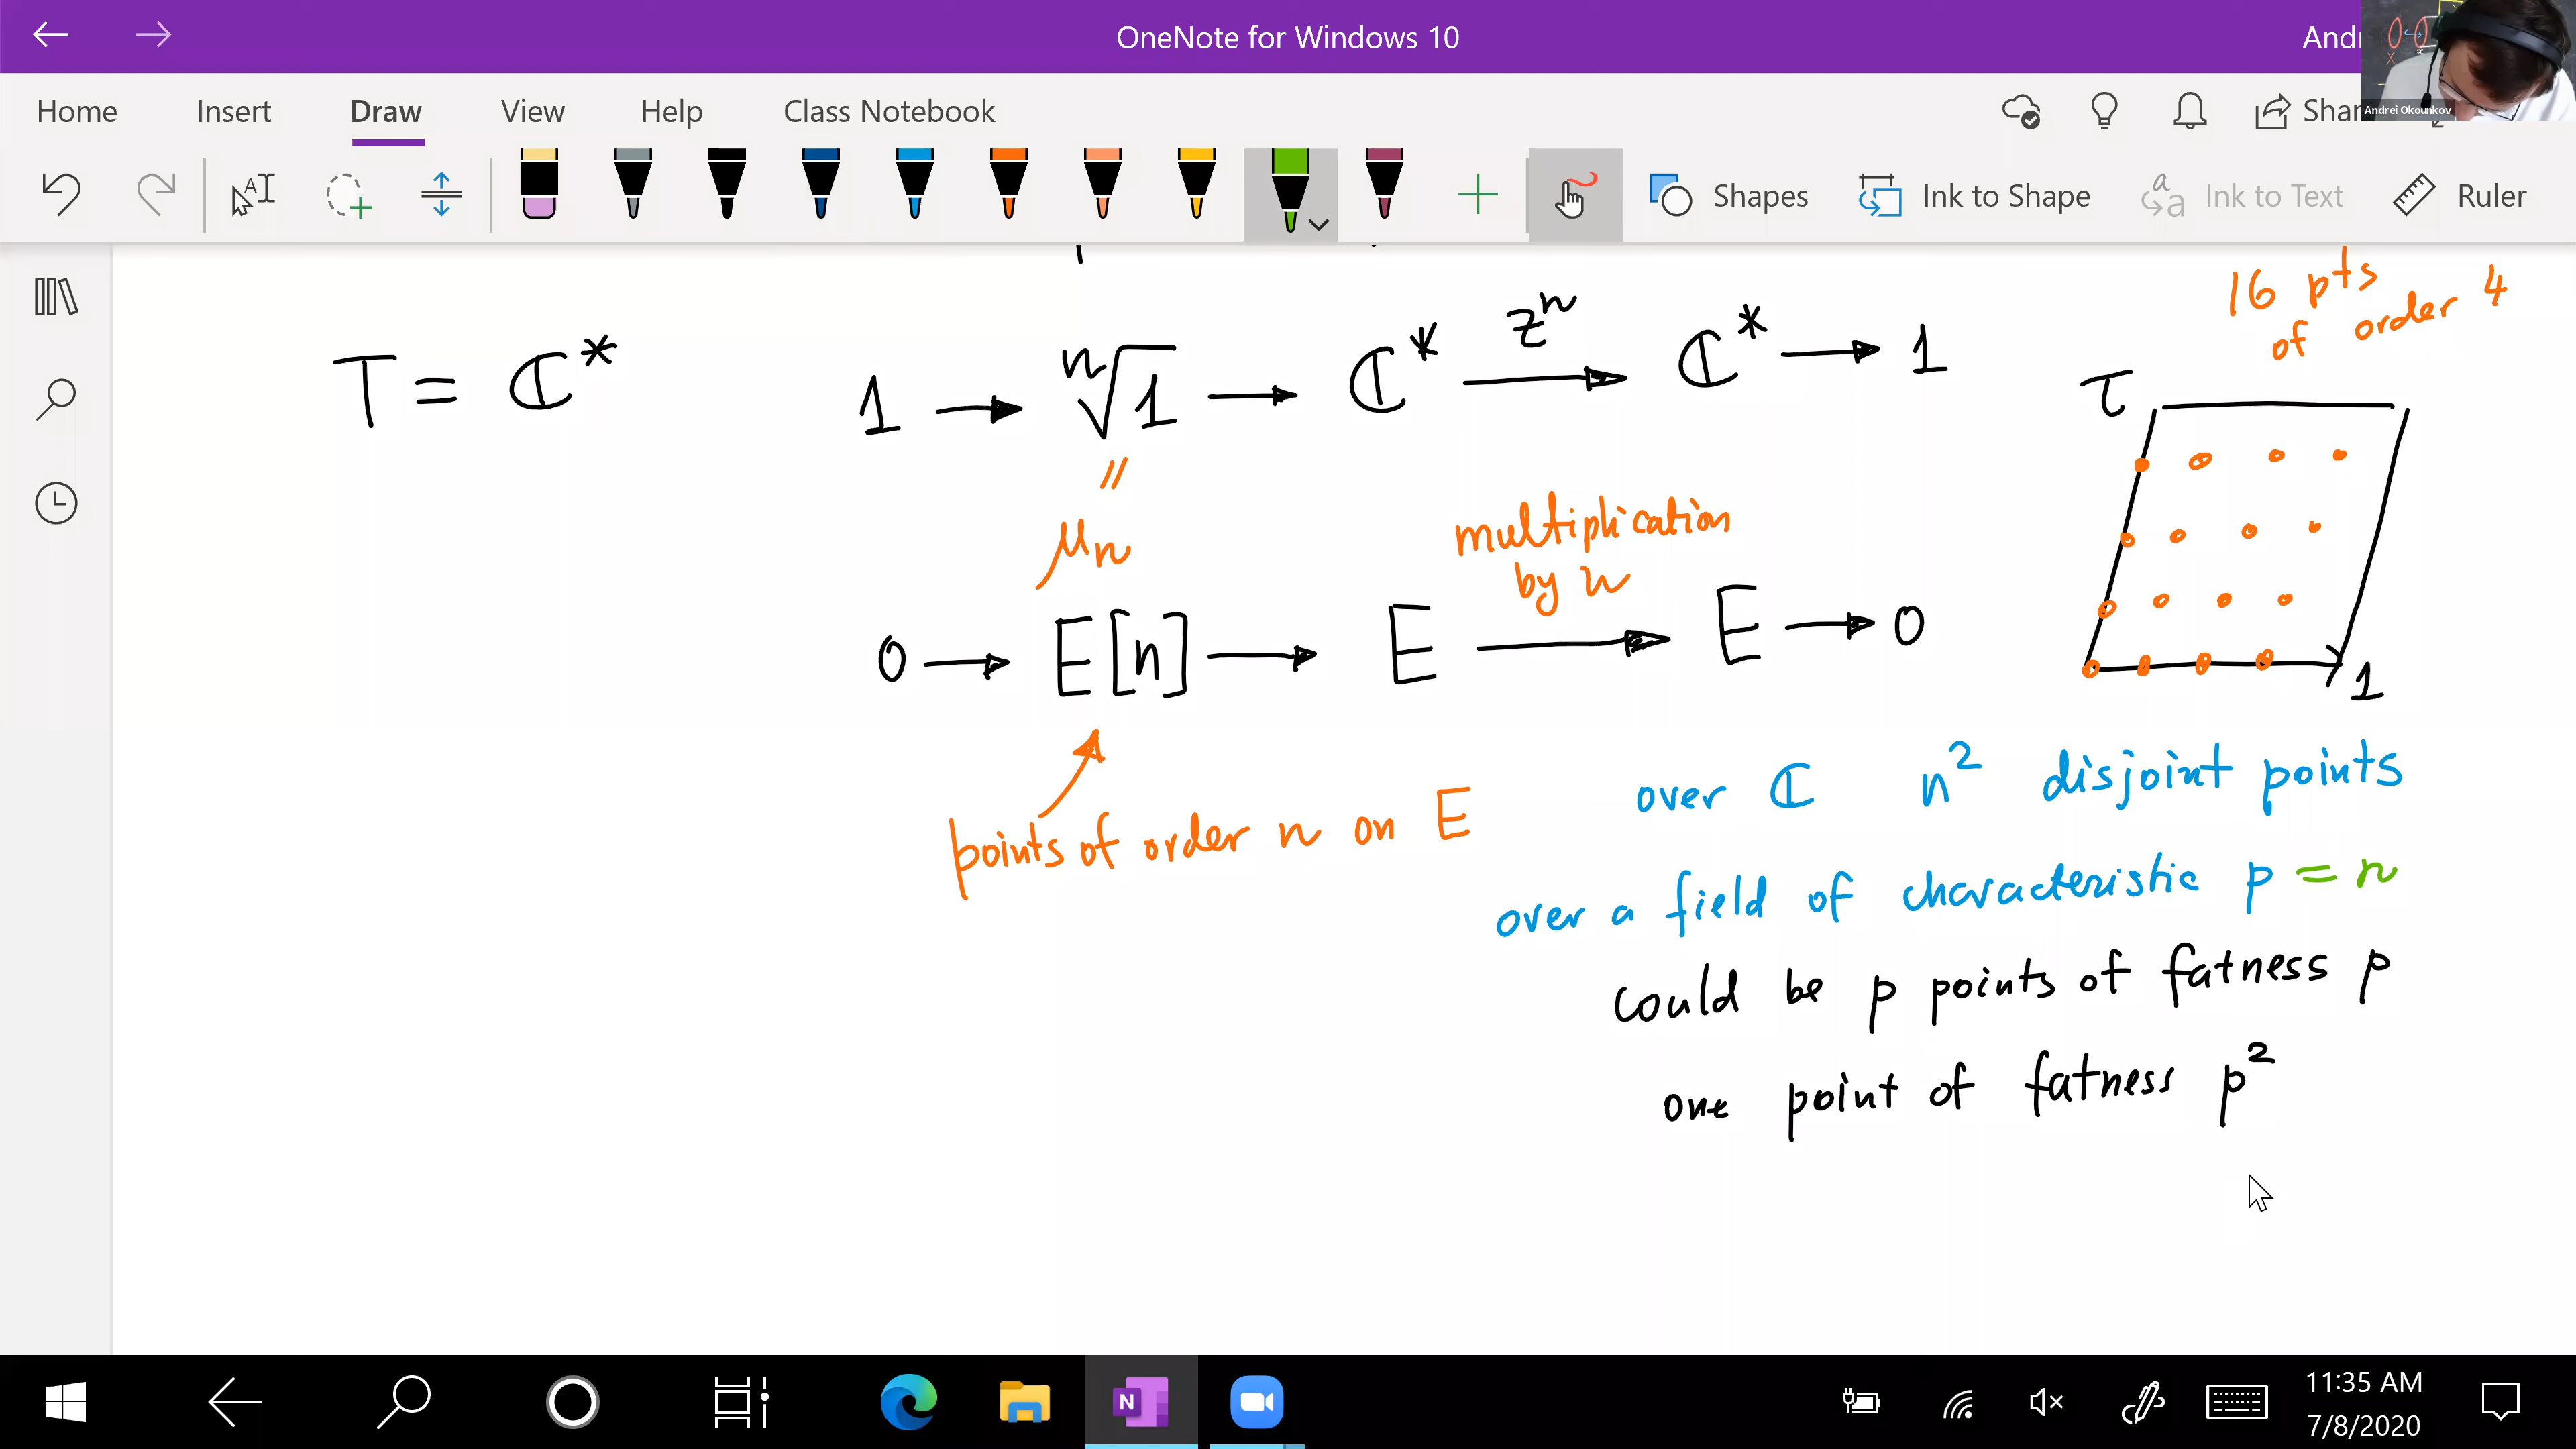 OneNote for Windows 10
Andrei Okounkov
Home Insert Draw View Help Class Notebook
Shapes Ink to Shape Ink to Text Ruler
16 pts
of order 4
T = ℂ*
1 → ⁿ√1 → ℂ* zⁿ→ ℂ* → 1
//
μn
multiplication
by n
0 → E[n] → E → E → 0
τ
1
points of order n on E
over ℂ n² disjoint points
over a field of characteristic p = n
could be p points of fatness p
one point of fatness p²
11:35 AM
7/8/2020